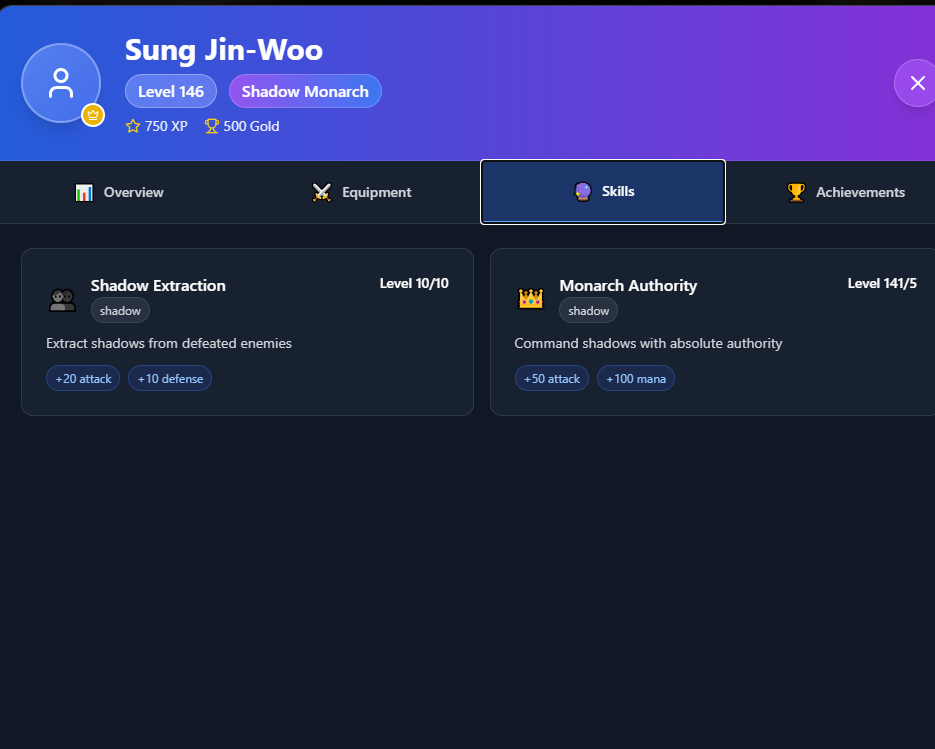 Sung Jin-Woo
Level 146 Shadow Monarch
750 XP 500 Gold
Overview Equipment Skills Achievements
Shadow Extraction Level 10/10
shadow
Extract shadows from defeated enemies
+20 attack +10 defense
Monarch Authority Level 141/5
shadow
Command shadows with absolute authority
+50 attack +100 mana